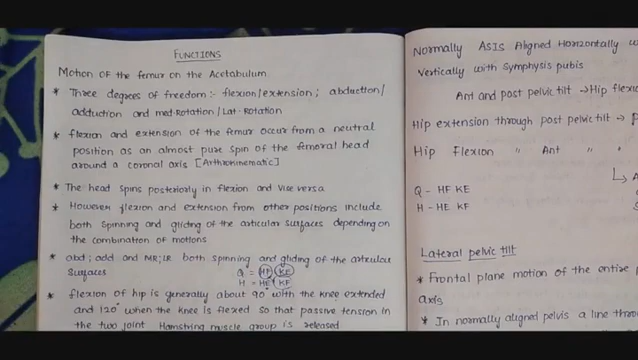 FUNCTIONS
Motion of the femur on the Acetabulum
* Three degrees of freedom :- flexion/extension ; abduction/
adduction and med.Rotation/Lat-Rotation
* flexion and extension of the femur occur from a neutral
position as an almost pure spin of the femoral head
around a coronal axis [Arthrokinematic]
* The head spins posteriorly in flexion and vise versa
* However flexion and extension from other positions include
both spinning and gliding of the articular surfaces depending on
the combination of motions
* abd ; add and MR ; LR both spinning and gliding of the articular
surfaces
Q = HF KE
H = HE KF
* flexion of hip is generally about 90° with the knee extended
and 120° when the knee is flexed so that passive tension in
the two joint Hamstring muscle group is released
Normally ASIS Aligned Horizontally
vertically with symphysis pubis
Ant and post pelvic tilt → Hip
Hip extension through post pelvic tilt →
Hip Flexion " Ant "
Q - HF KE
H - HE KF
Lateral pelvic tilt
* Frontal plane motion of the entire
axis
* In normally aligned pelvis a line